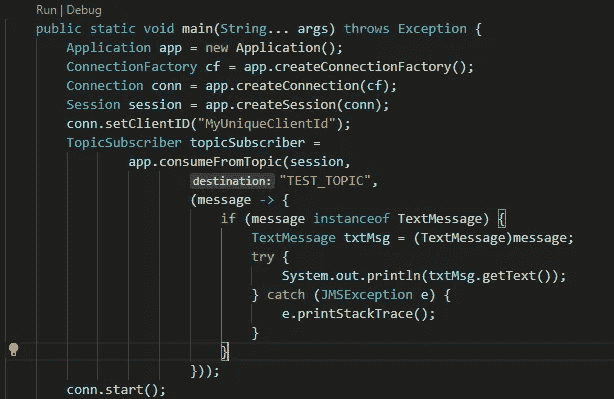 Run | Debug
public static void main(String... args) throws Exception {
Application app = new Application();
ConnectionFactory cf = app.createConnectionFactory();
Connection conn = app.createConnection(cf);
Session session = app.createSession(conn);
conn.setClientID("MyUniqueClientId");
TopicSubscriber topicSubscriber =
app.consumeFromTopic(session,
destination: "TEST_TOPIC",
(message -> {
if (message instanceof TextMessage) {
TextMessage txtMsg = (TextMessage)message;
try {
System.out.println(txtMsg.getText());
} catch (JMSException e) {
e.printStackTrace();
}
}
}));
conn.start();